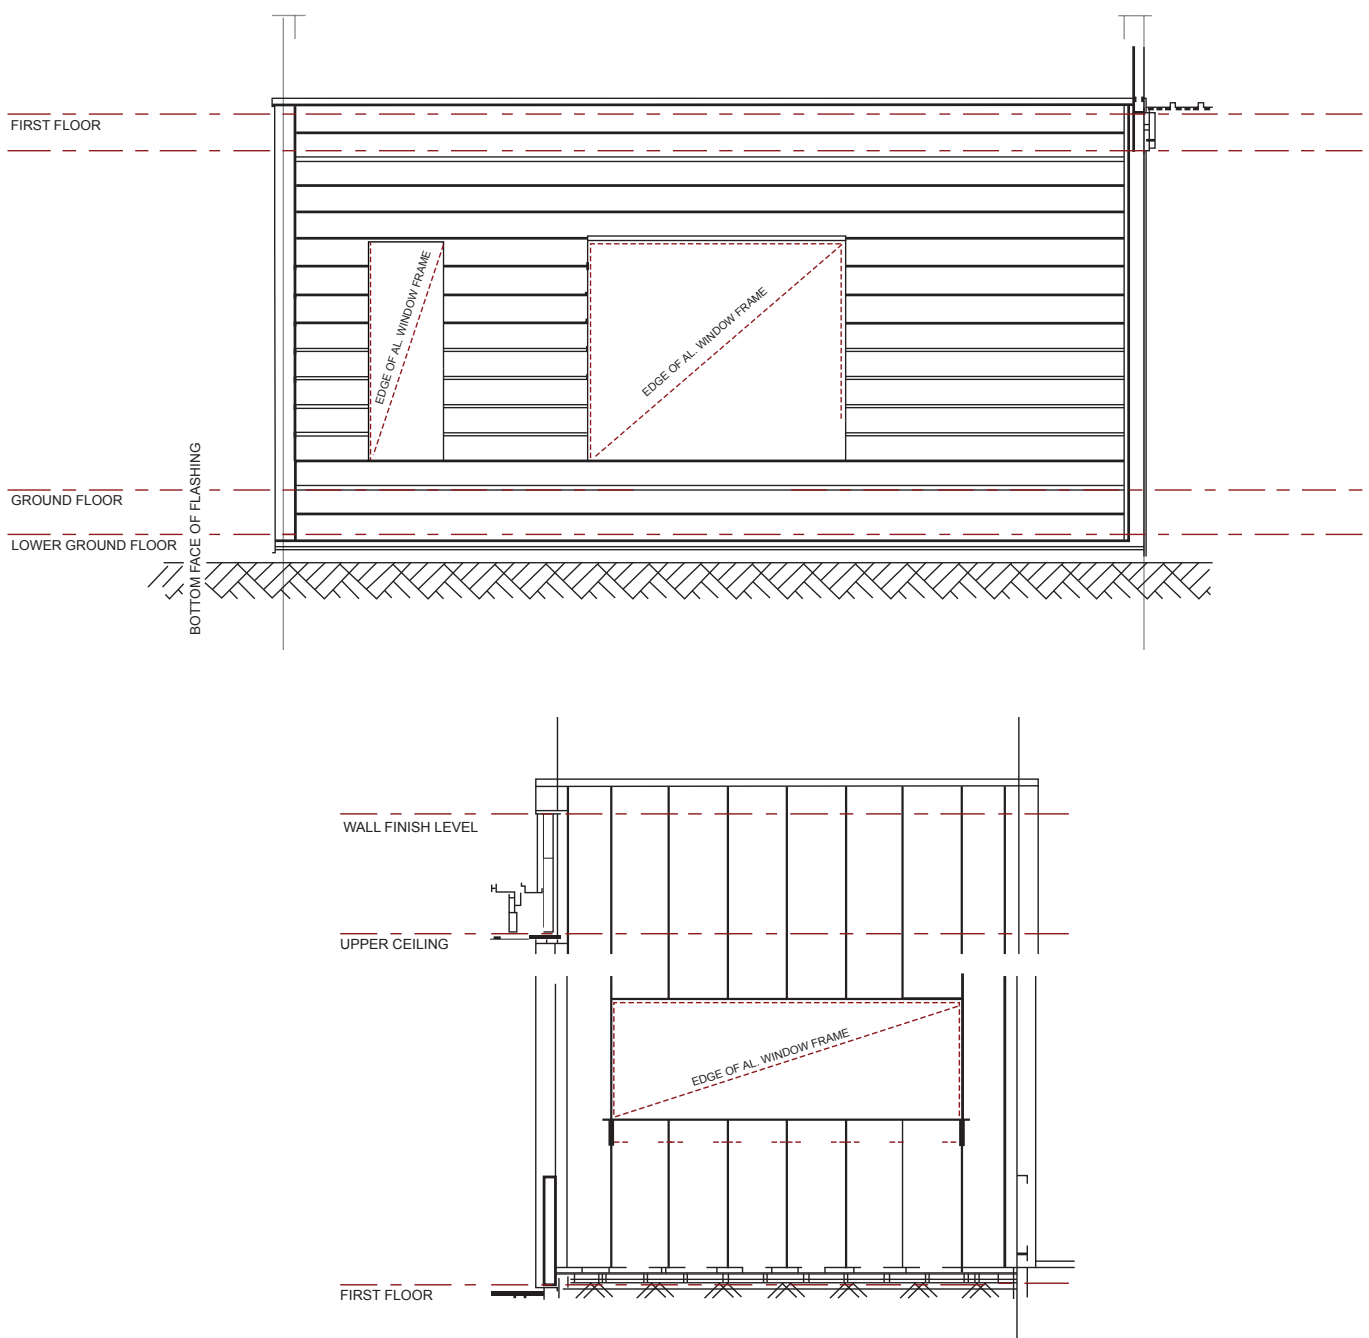 FIRST FLOOR
EDGE OF AL. WINDOW FRAME
EDGE OF AL. WINDOW FRAME
GROUND FLOOR
LOWER GROUND FLOOR
BOTTOM FACE OF FLASHING
WALL FINISH LEVEL
UPPER CEILING
EDGE OF AL. WINDOW FRAME
FIRST FLOOR